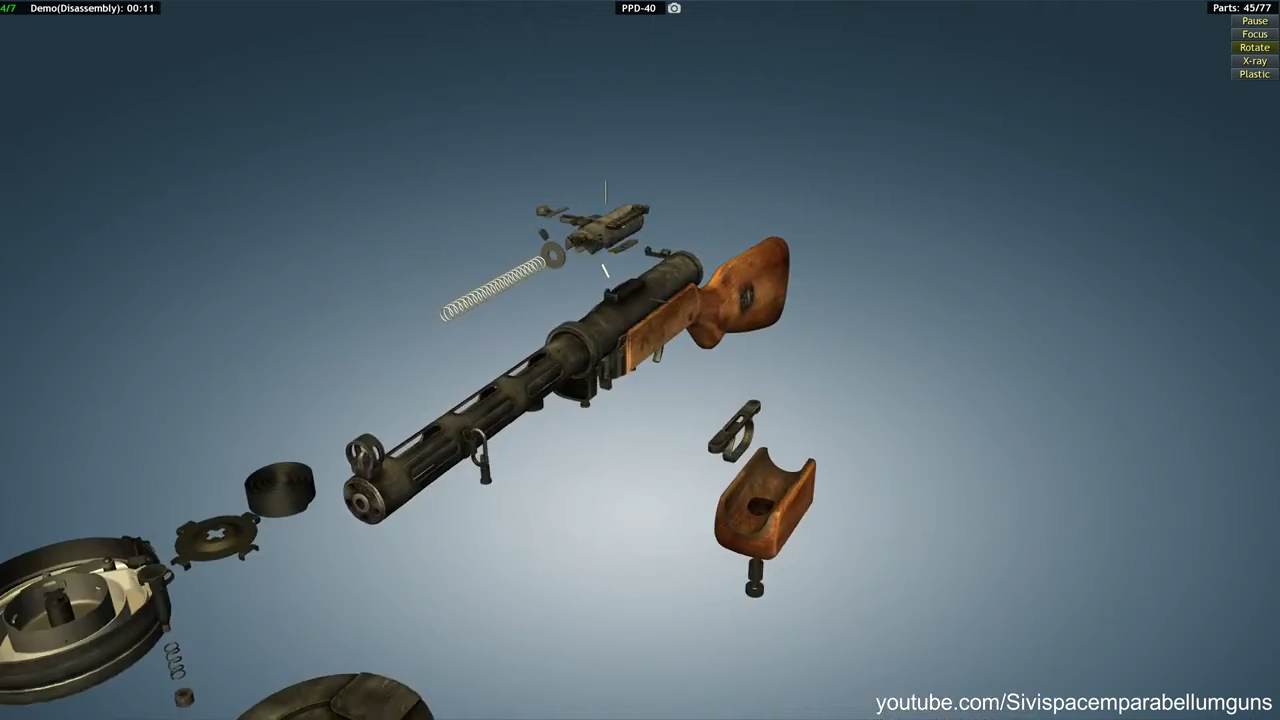 4/7 Demo(Disassembly): 00:11
PPD-40
Parts: 45/77
Pause
Focus
Rotate
X-ray
Plastic
youtube.com/Sivispacemparabellumguns